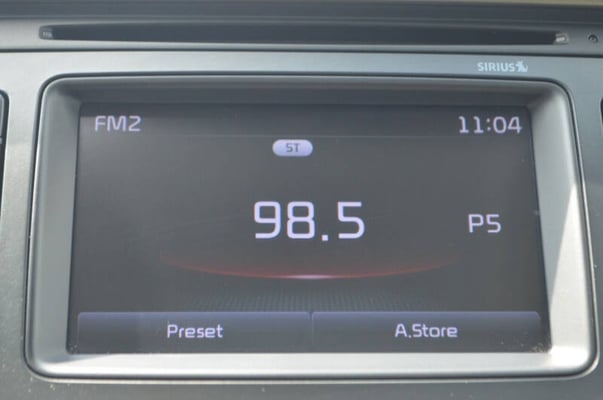 SIRIUS
FM2 11:04
ST
98.5 P5
Preset A.Store